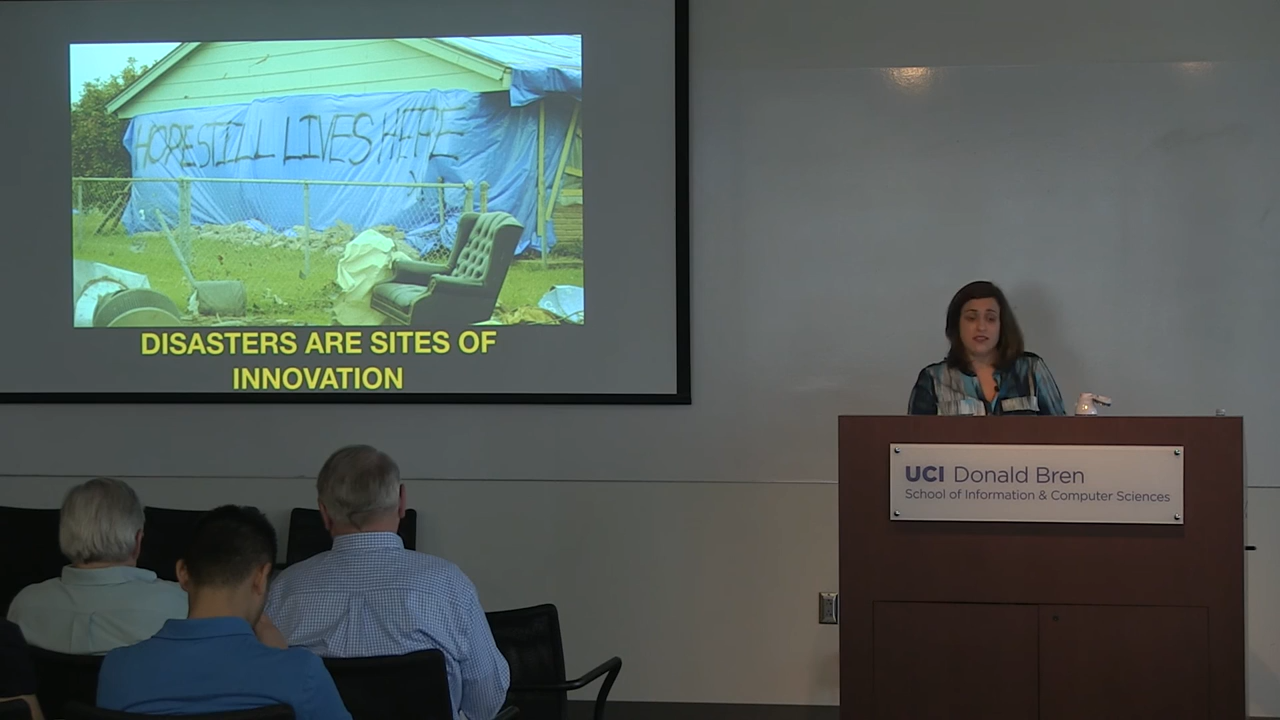 HOPE STILL LIVES HERE
DISASTERS ARE SITES OF
INNOVATION
UCI Donald Bren
School of Information & Computer Sciences